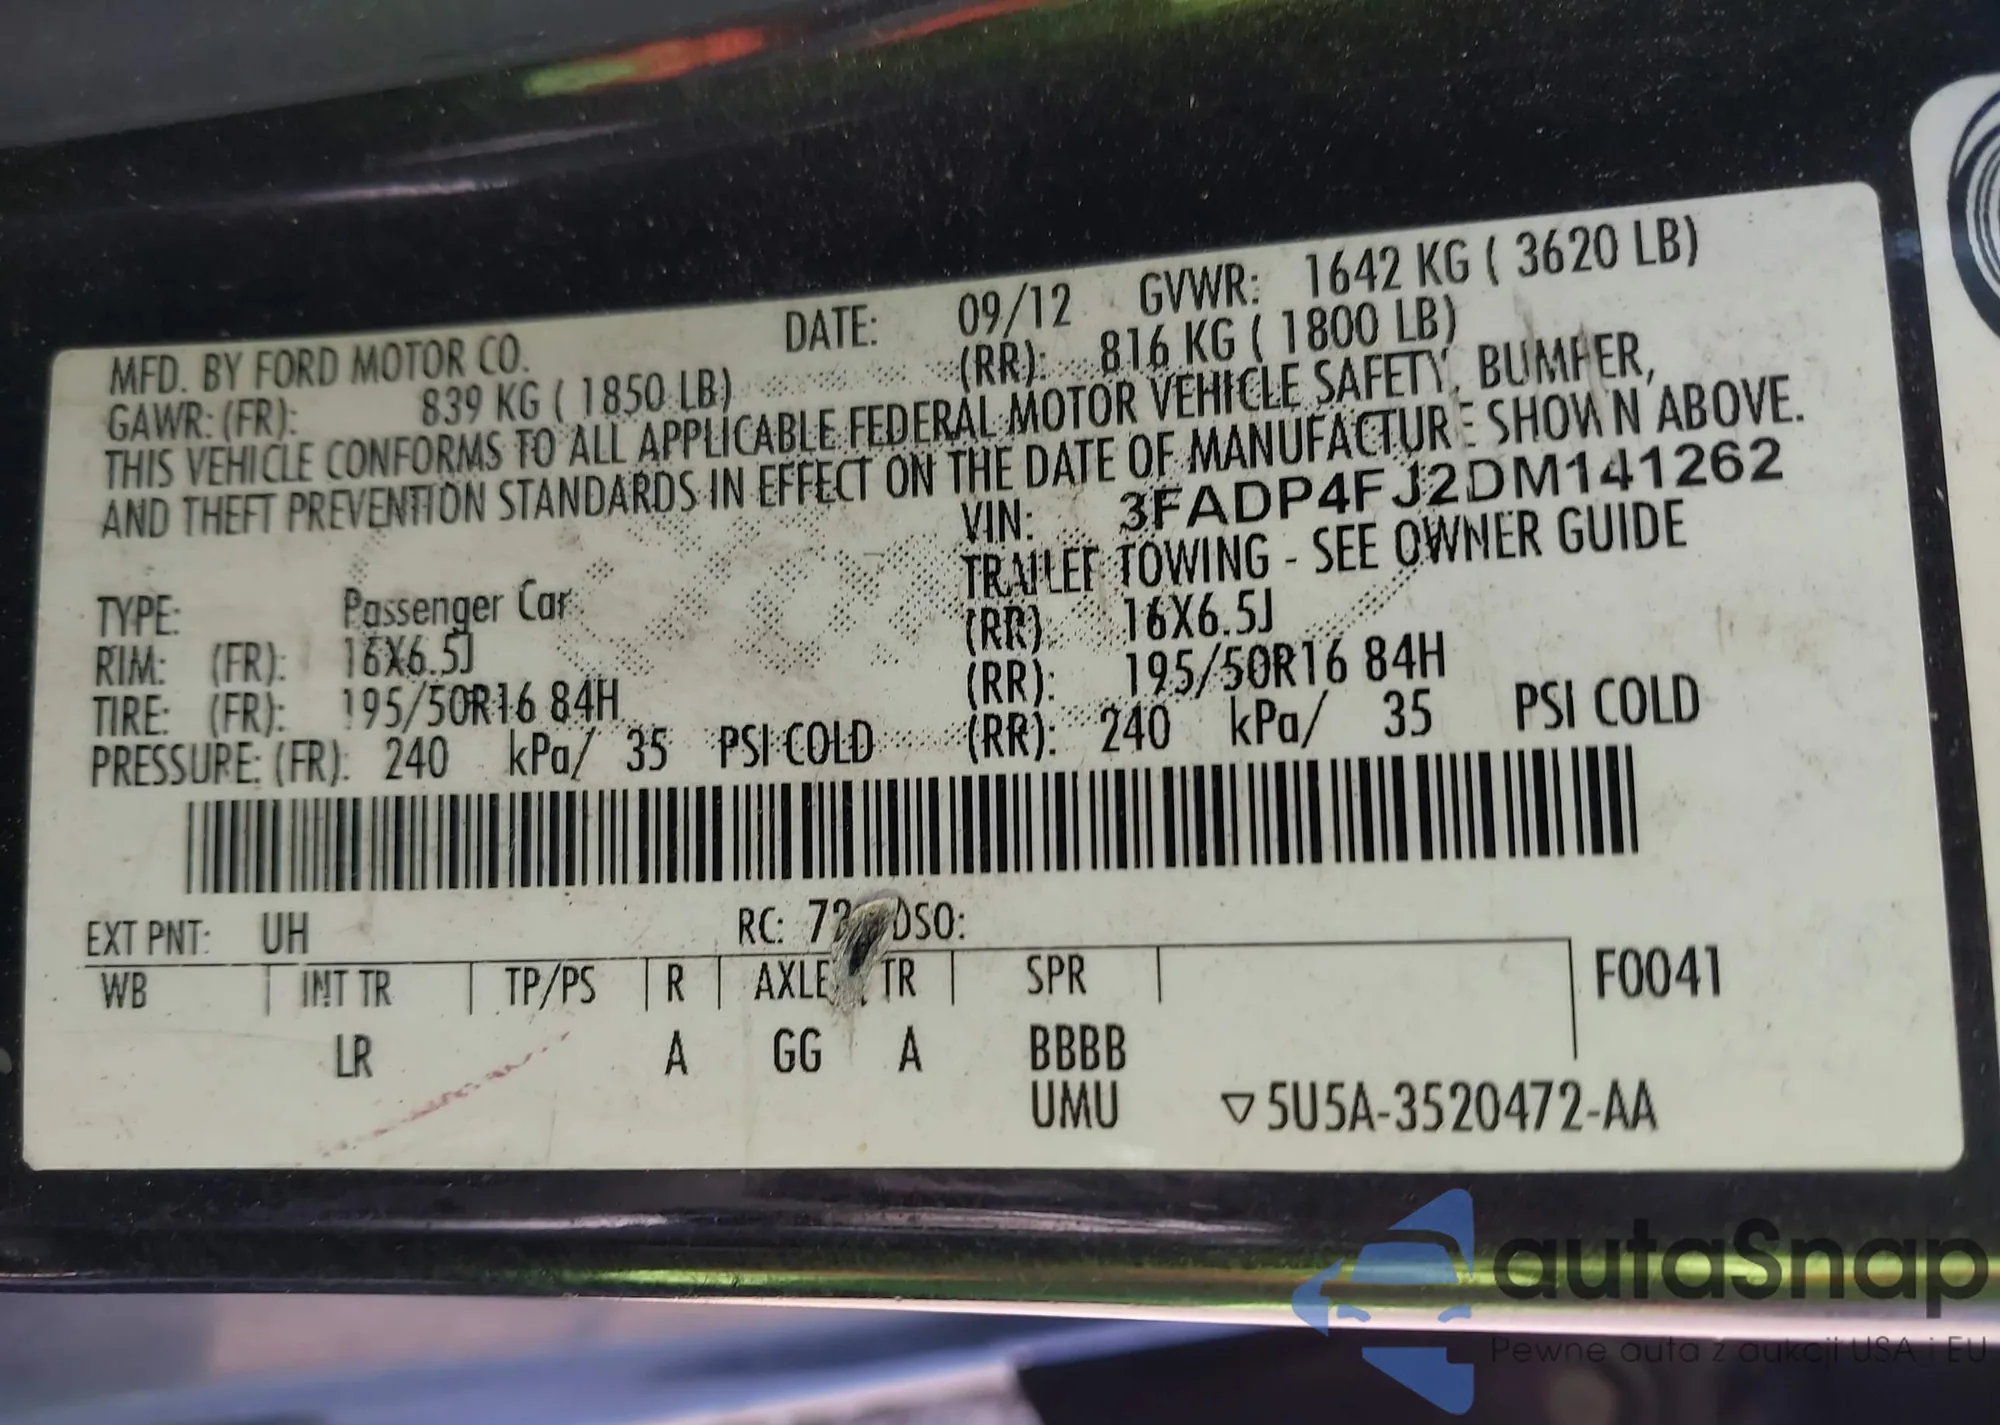 MFD. BY FORD MOTOR CO. DATE: 09/12 GVWR: 1642 KG ( 3620 LB)
GAWR: (FR): 839 KG ( 1850 LB) (RR): 816 KG ( 1800 LB)
THIS VEHICLE CONFORMS TO ALL APPLICABLE FEDERAL MOTOR VEHICLE SAFETY, BUMPER,
AND THEFT PREVENTION STANDARDS IN EFFECT ON THE DATE OF MANUFACTURE SHOWN ABOVE.
VIN: 3FADP4FJ2DM141262
TRAILER TOWING - SEE OWNER GUIDE
TYPE: Passenger Car
RIM: (FR): 16X6.5J (RR): 16X6.5J
TIRE: (FR): 195/50R16 84H (RR): 195/50R16 84H
PRESSURE: (FR): 240 kPa/ 35 PSI COLD (RR): 240 kPa/ 35 PSI COLD
EXT PNT: UH RC: DSO:
WB INT TR TP/PS R AXLE TR SPR F0041
LR A GG A BBBB
UMU ▽5U5A-3520472-AA
autaSnap
Pewne auta z aukcji USA i EU